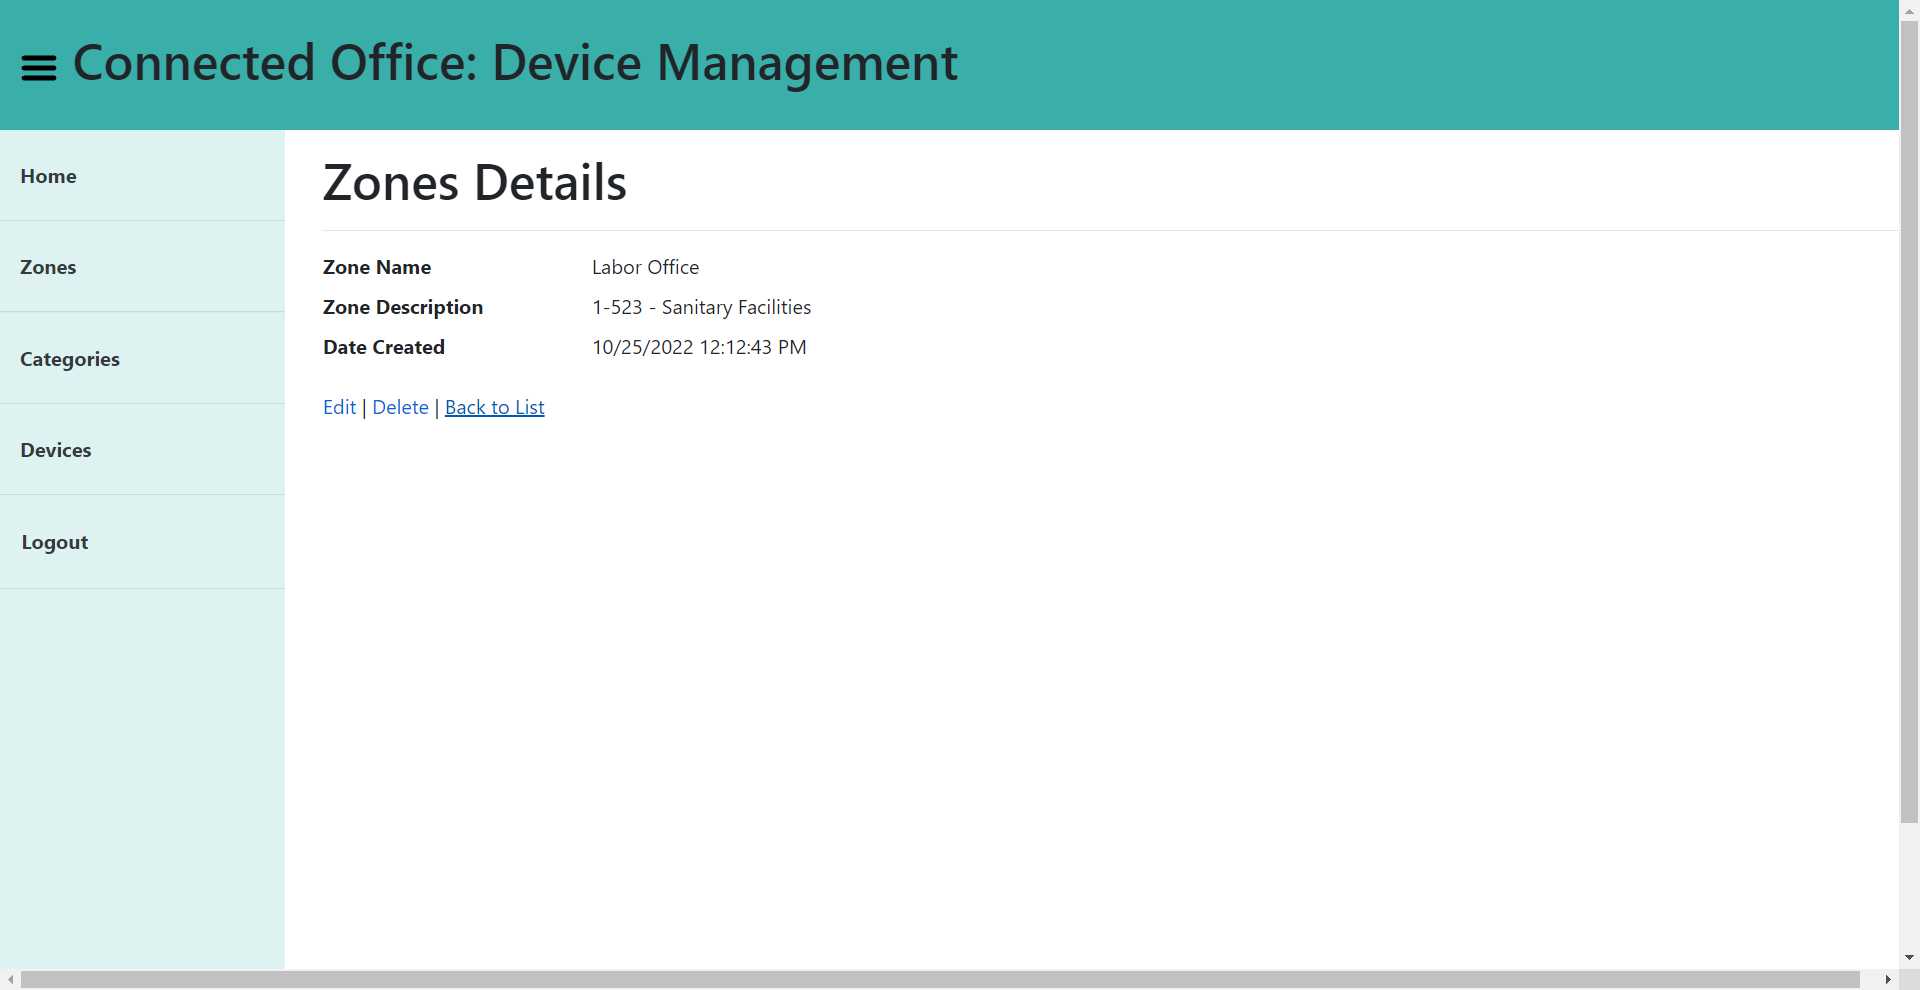 Connected Office: Device Management
Home
Zones
Categories
Devices
Logout
Zones Details
Zone Name Labor Office
Zone Description 1-523 - Sanitary Facilities
Date Created 10/25/2022 12:12:43 PM
Edit | Delete | Back to List